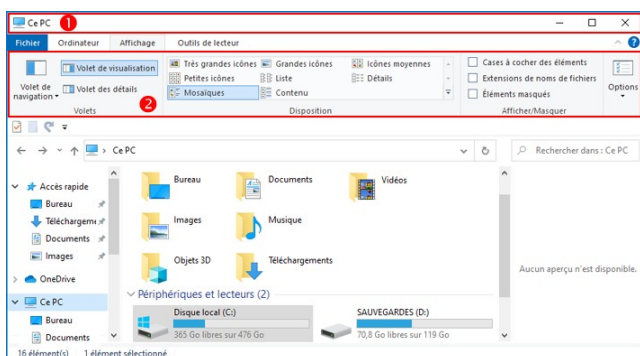 Ce PC 1
Fichier Ordinateur Affichage Outils de lecteur
Volet de navigation
Volet de visualisation
Volet des détails
Volets
2
Très grandes icônes Grandes icônes Icônes moyennes
Petites icônes Liste Détails
Mosaïques Contenu
Disposition
Cases à cocher des éléments
Extensions de noms de fichiers
Éléments masqués
Afficher/Masquer
Options
Ce PC
Rechercher dans : Ce PC
Accès rapide
Bureau
Téléchargeme
Documents
Images
OneDrive
Ce PC
Bureau
Documents
Bureau Documents Vidéos
Images Musique
Objets 3D Téléchargements
Périphériques et lecteurs (2)
Disque local (C:)
365 Go libres sur 476 Go
SAUVEGARDES (D:)
70,8 Go libres sur 119 Go
Aucun aperçu n'est disponible.
16 élément(s) 1 élément sélectionné